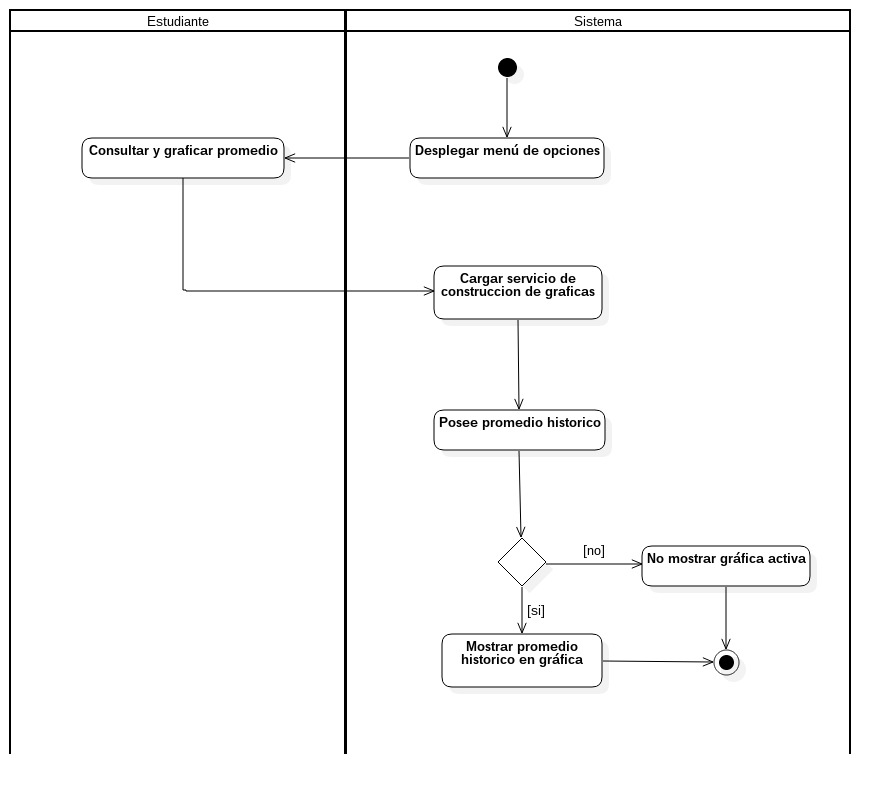 Estudiante
Sistema
Consultar y graficar promedio
Desplegar menú de opciones
Cargar servicio de
construccion de graficas
Posee promedio historico
[no]
No mostrar gráfica activa
[si]
Mostrar promedio
historico en gráfica